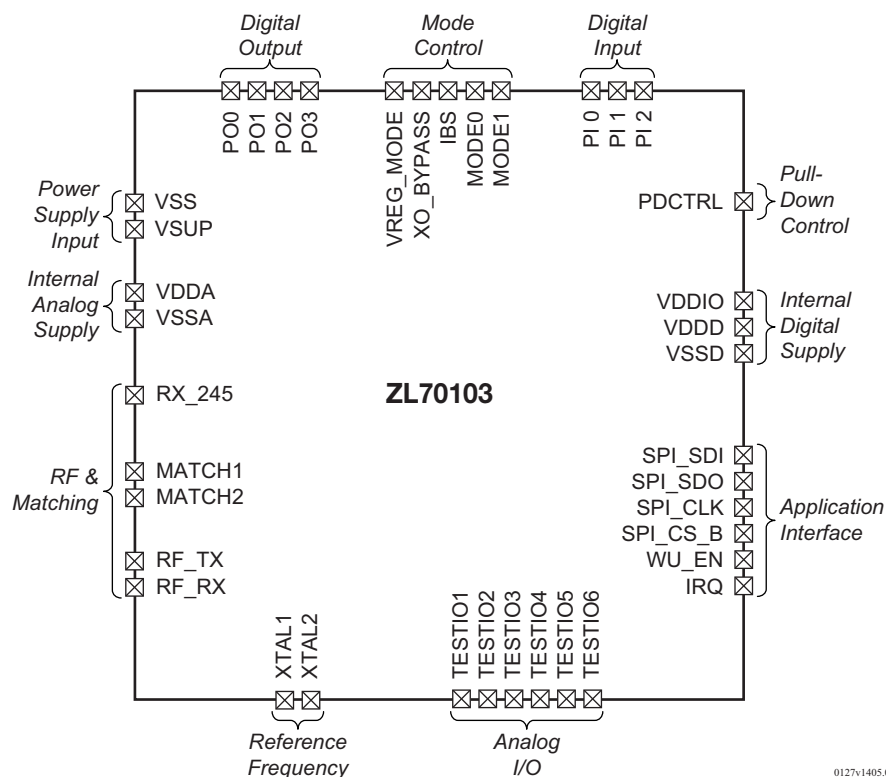 Digital
Output
Mode
Control
Digital
Input
PO0
PO1
PO2
PO3
VREG_MODE
XO_BYPASS
IBS
MODE0
MODE1
PI 0
PI 1
PI 2
Power
Supply
Input
VSS
VSUP
PDCTRL
Pull-
Down
Control
Internal
Analog
Supply
VDDA
VSSA
VDDIO
VDDD
VSSD
Internal
Digital
Supply
ZL70103
RF &
Matching
RX_245
MATCH1
MATCH2
RF_TX
RF_RX
SPI_SDI
SPI_SDO
SPI_CLK
SPI_CS_B
WU_EN
IRQ
Application
Interface
XTAL1
XTAL2
TESTIO1
TESTIO2
TESTIO3
TESTIO4
TESTIO5
TESTIO6
Reference
Frequency
Analog
I/O